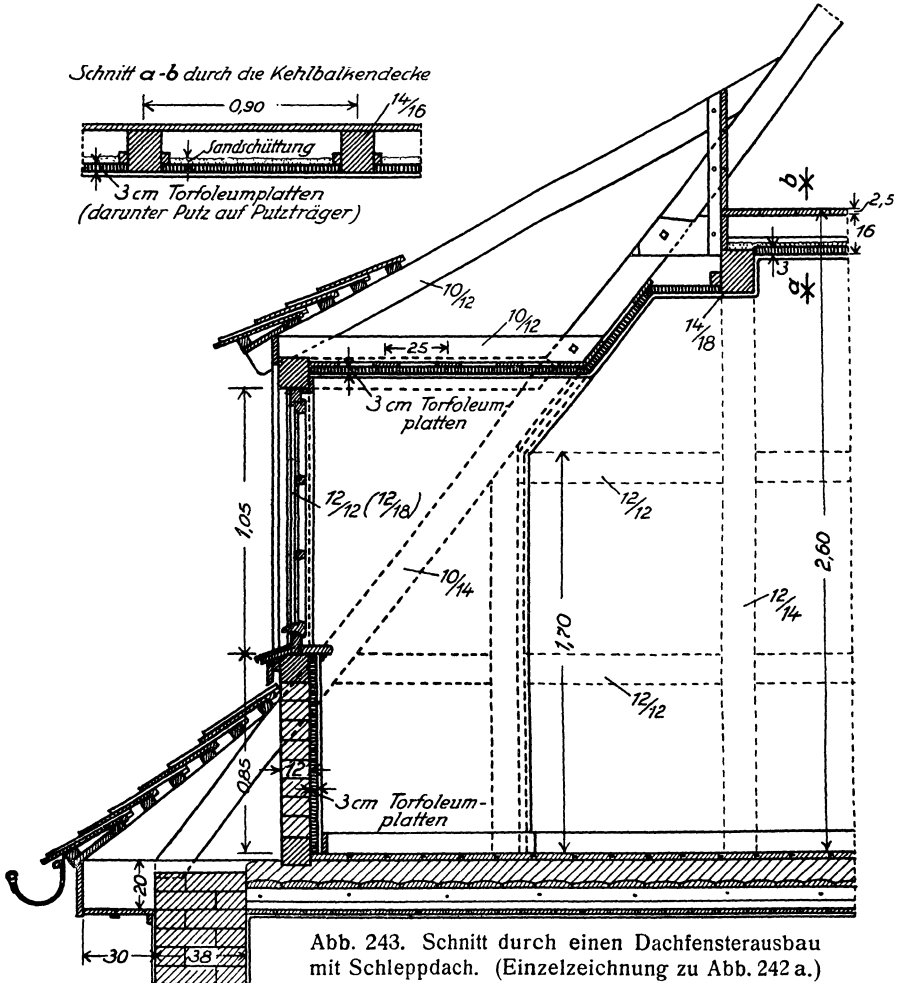 Schnitt a-b durch die Kehlbalkendecke
0,90
14/16
Sandschüttung
3 cm Torfoleumplatten
(darunter Putz auf Putzträger)
b
2,5
16
3
a
10/12
10/12
14/18
25
3 cm Torfoleum-
platten
12/12 (12/18)
12/12
1,05
2,60
10/14
12/14
1,70
12/12
0,85
12
3 cm Torfoleum-
platten
20
30
38
Abb. 243. Schnitt durch einen Dachfensterausbau
mit Schleppdach. (Einzelzeichnung zu Abb. 242 a.)